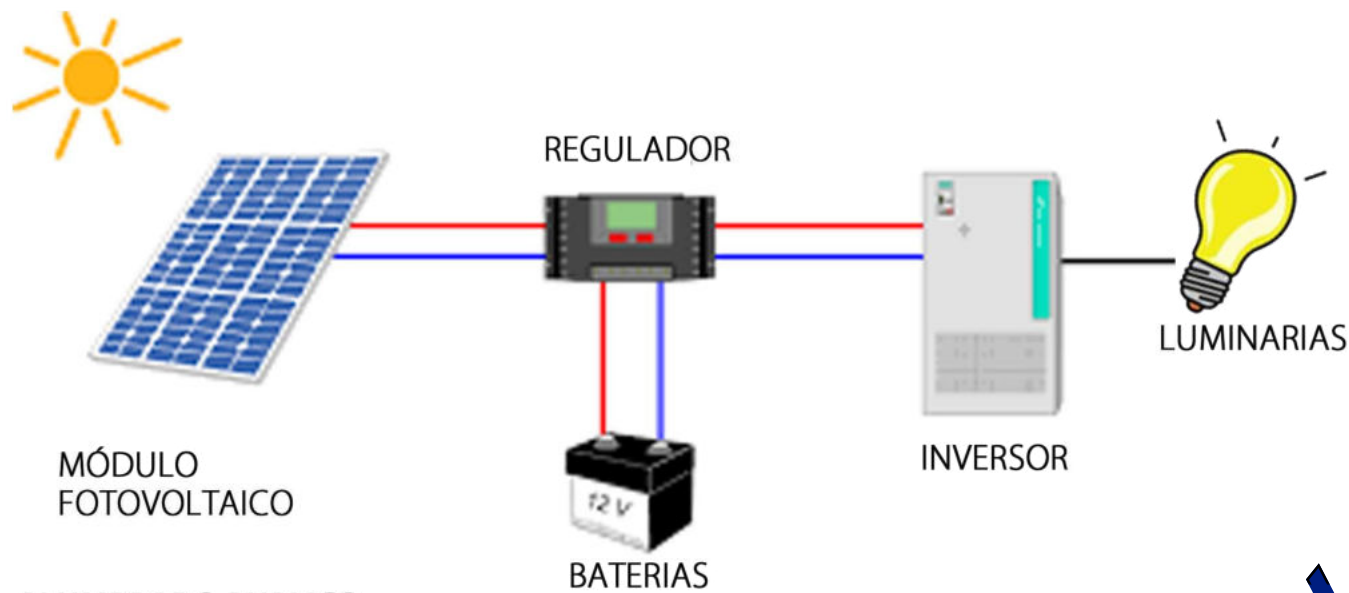 REGULADOR
LUMINARIAS
MÓDULO
FOTOVOLTAICO
INVERSOR
12 V
BATERIAS